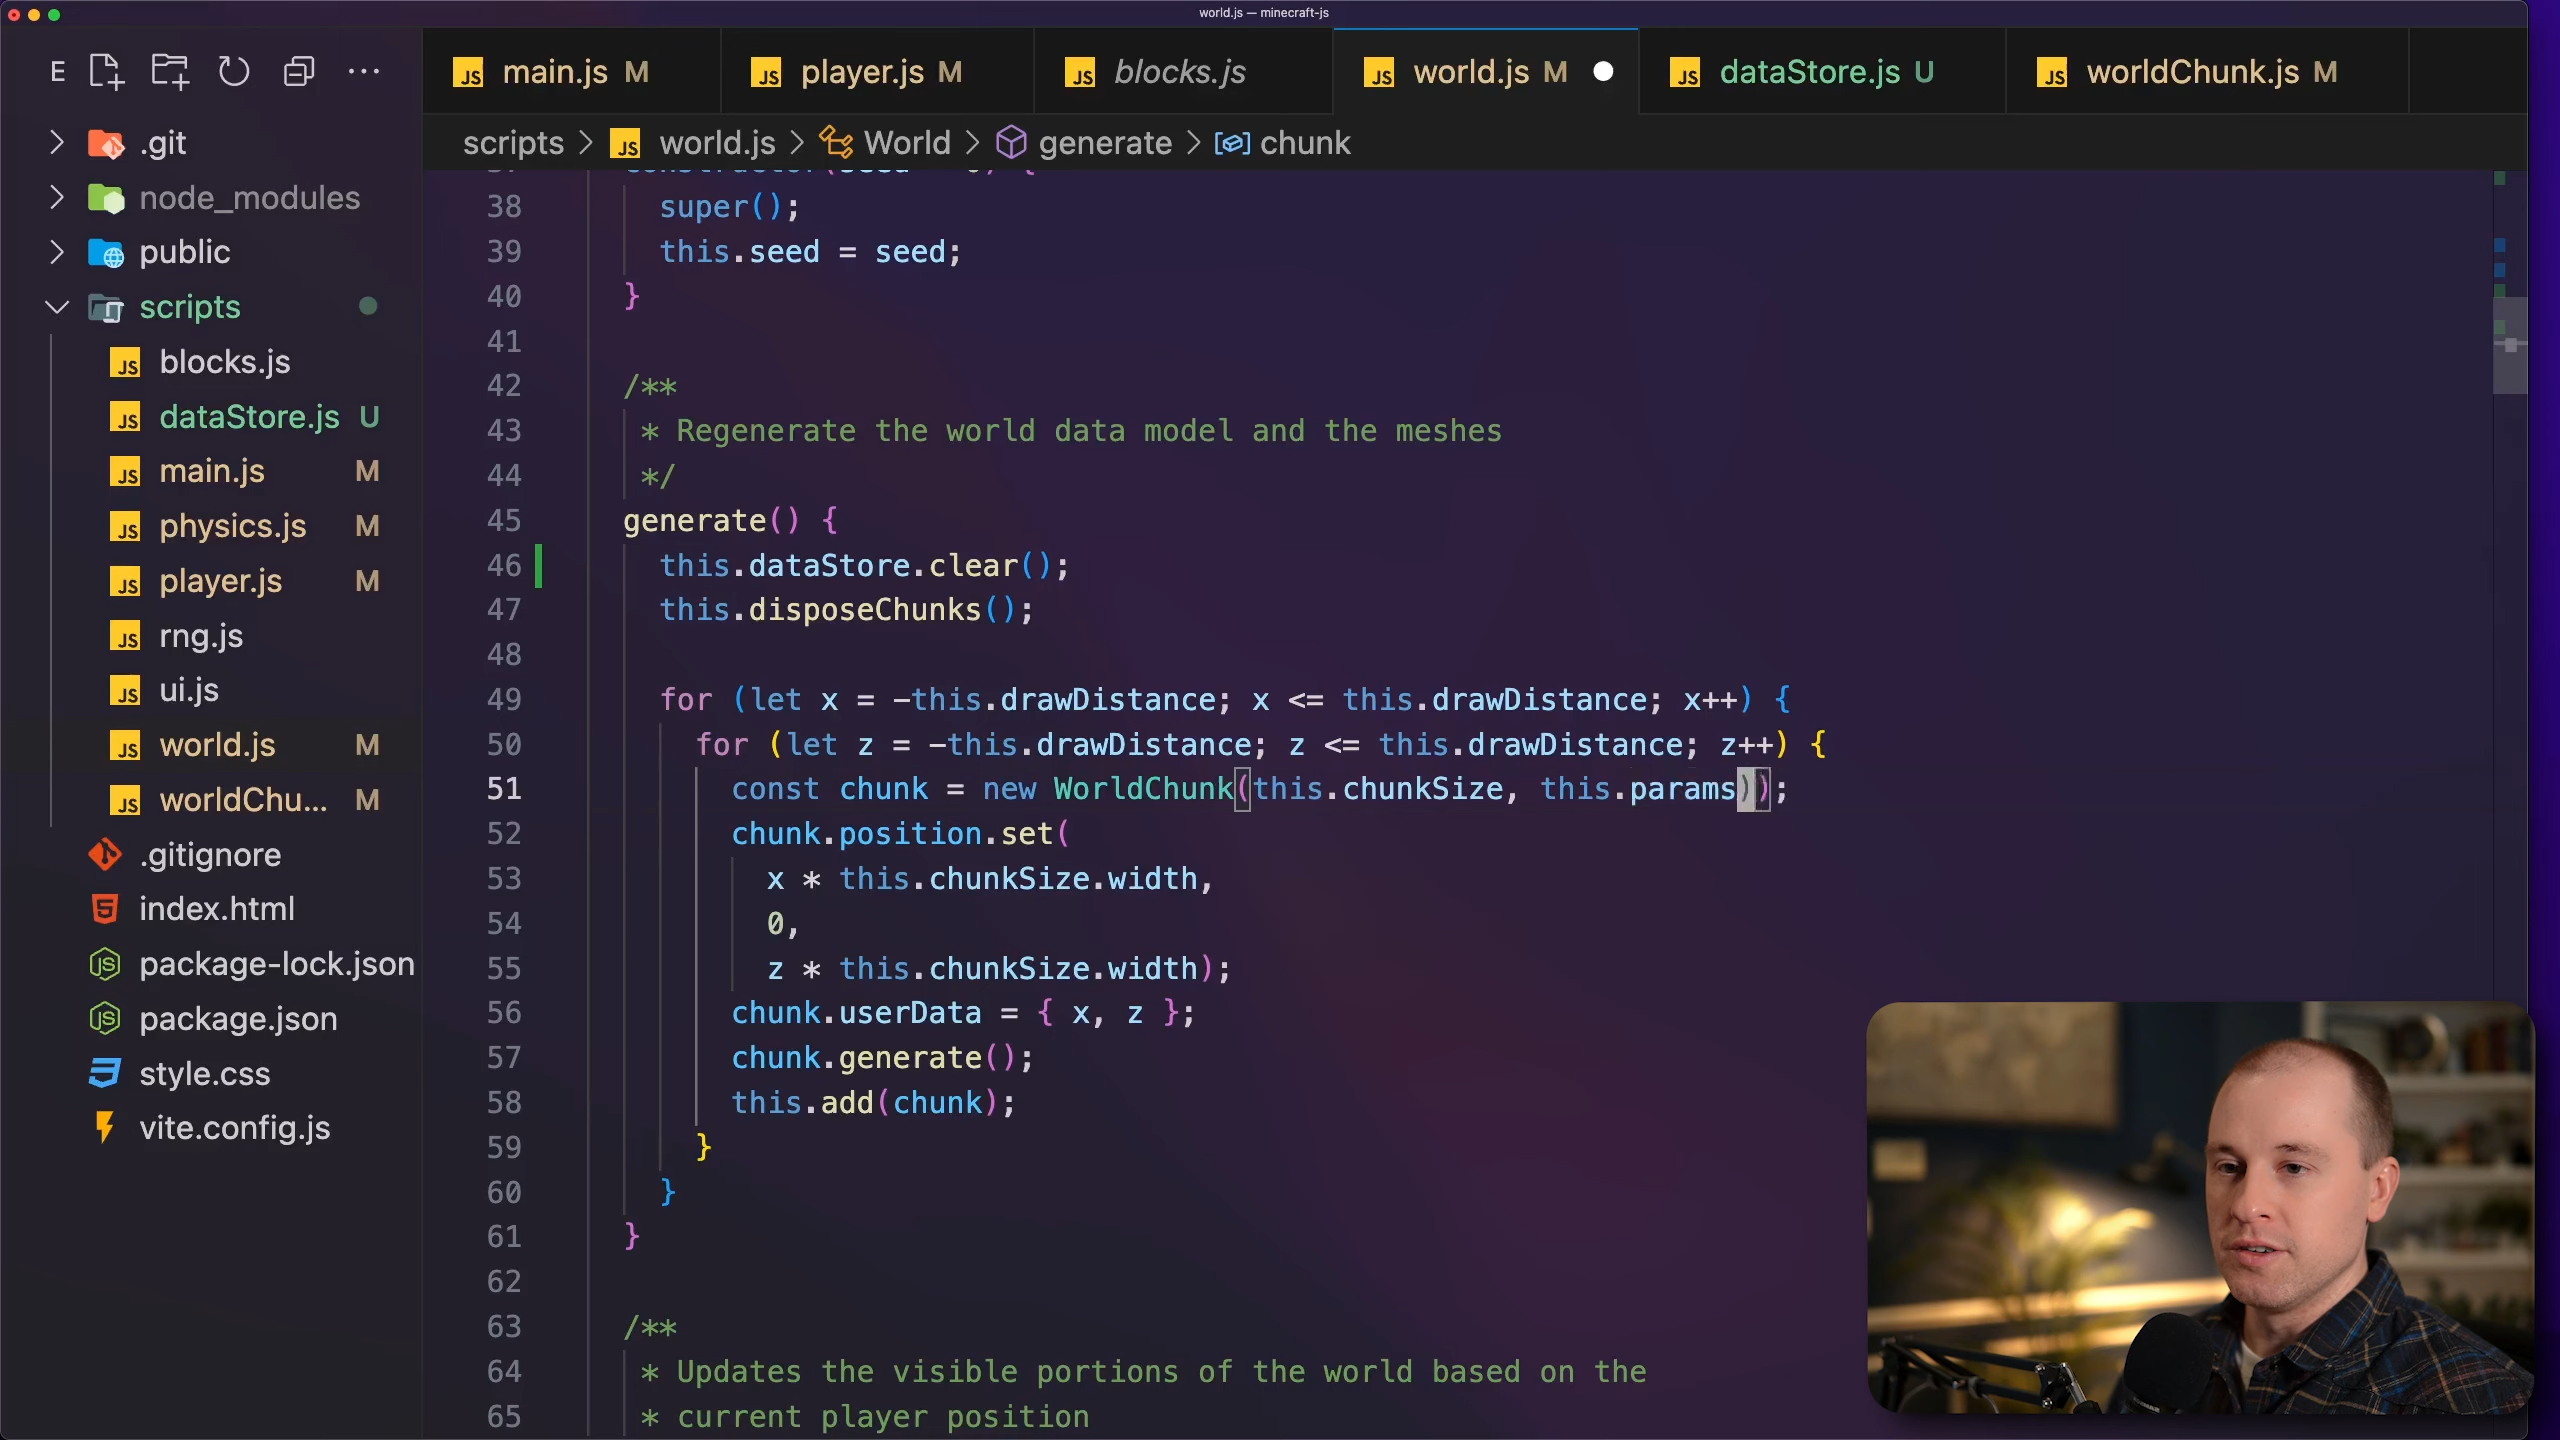 world.js — minecraft-js
E
JS main.js M
JS player.js M
JS blocks.js
JS world.js M
JS dataStore.js U
JS worldChunk.js M
scripts > JS world.js > World > generate > chunk
.git
node_modules
public
scripts
JS blocks.js
JS dataStore.js U
JS main.js M
JS physics.js M
JS player.js M
JS rng.js
JS ui.js
JS world.js M
JS worldChu... M
.gitignore
index.html
package-lock.json
package.json
style.css
vite.config.js
38 super();
39 this.seed = seed;
40 }
41
42 /**
43 * Regenerate the world data model and the meshes
44 */
45 generate() {
46 this.dataStore.clear();
47 this.disposeChunks();
48
49 for (let x = -this.drawDistance; x <= this.drawDistance; x++) {
50 for (let z = -this.drawDistance; z <= this.drawDistance; z++) {
51 const chunk = new WorldChunk(this.chunkSize, this.params));
52 chunk.position.set(
53 x * this.chunkSize.width,
54 0,
55 z * this.chunkSize.width);
56 chunk.userData = { x, z };
57 chunk.generate();
58 this.add(chunk);
59 }
60 }
61 }
62
63 /**
64 * Updates the visible portions of the world based on the
65 * current player position